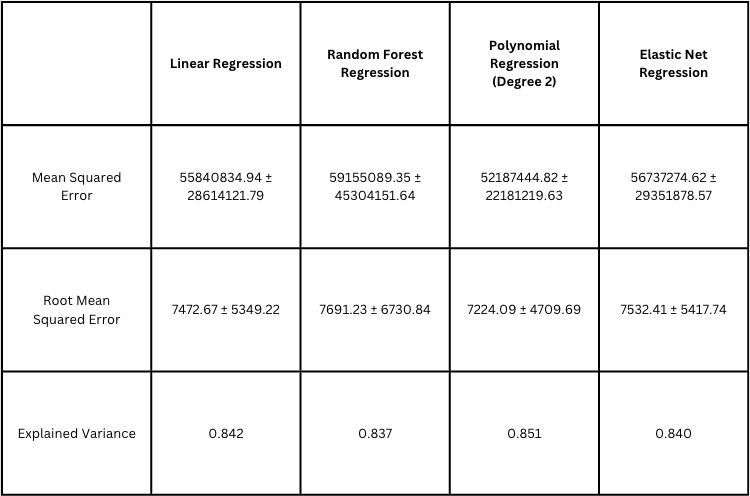 Linear Regression
Random Forest
Regression
Polynomial
Regression
(Degree 2)
Elastic Net
Regression
Mean Squared
Error
55840834.94 ±
28614121.79
59155089.35 ±
45304151.64
52187444.82 ±
22181219.63
56737274.62 ±
29351878.57
Root Mean
Squared Error
7472.67 ± 5349.22
7691.23 ± 6730.84
7224.09 ± 4709.69
7532.41 ± 5417.74
Explained Variance
0.842
0.837
0.851
0.840